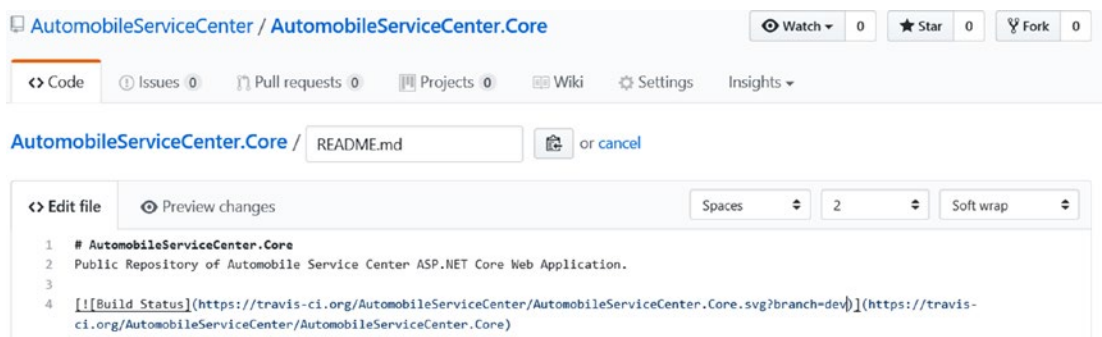 AutomobileServiceCenter / AutomobileServiceCenter.Core Watch 0 Star 0 Fork 0
Code Issues 0 Pull requests 0 Projects 0 Wiki Settings Insights
AutomobileServiceCenter.Core / README.md or cancel
Edit file Preview changes Spaces 2 Soft wrap
1 # AutomobileServiceCenter.Core
2 Public Repository of Automobile Service Center ASP.NET Core Web Application.
3
4 [![Build Status](https://travis-ci.org/AutomobileServiceCenter/AutomobileServiceCenter.Core.svg?branch=dev)](https://travis-
ci.org/AutomobileServiceCenter/AutomobileServiceCenter.Core)